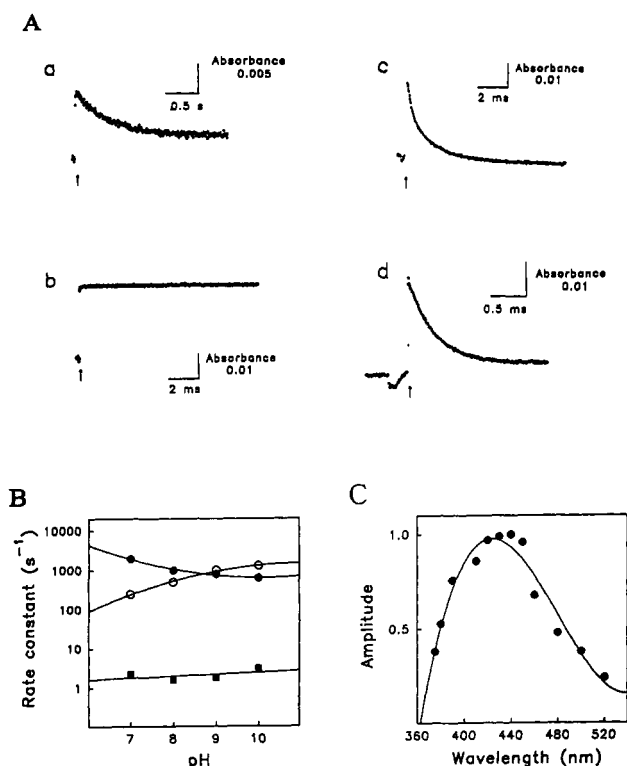 A
a
Absorbance
0.005
0.5 s
c
Absorbance
0.01
2 ms
b
Absorbance
0.01
2 ms
d
Absorbance
0.01
0.5 ms
B
Rate constant (s⁻¹)
10000
1000
100
10
1
7 8 9 10
pH
C
Amplitude
1.0
0.5
360 400 440 480 520
Wavelength (nm)